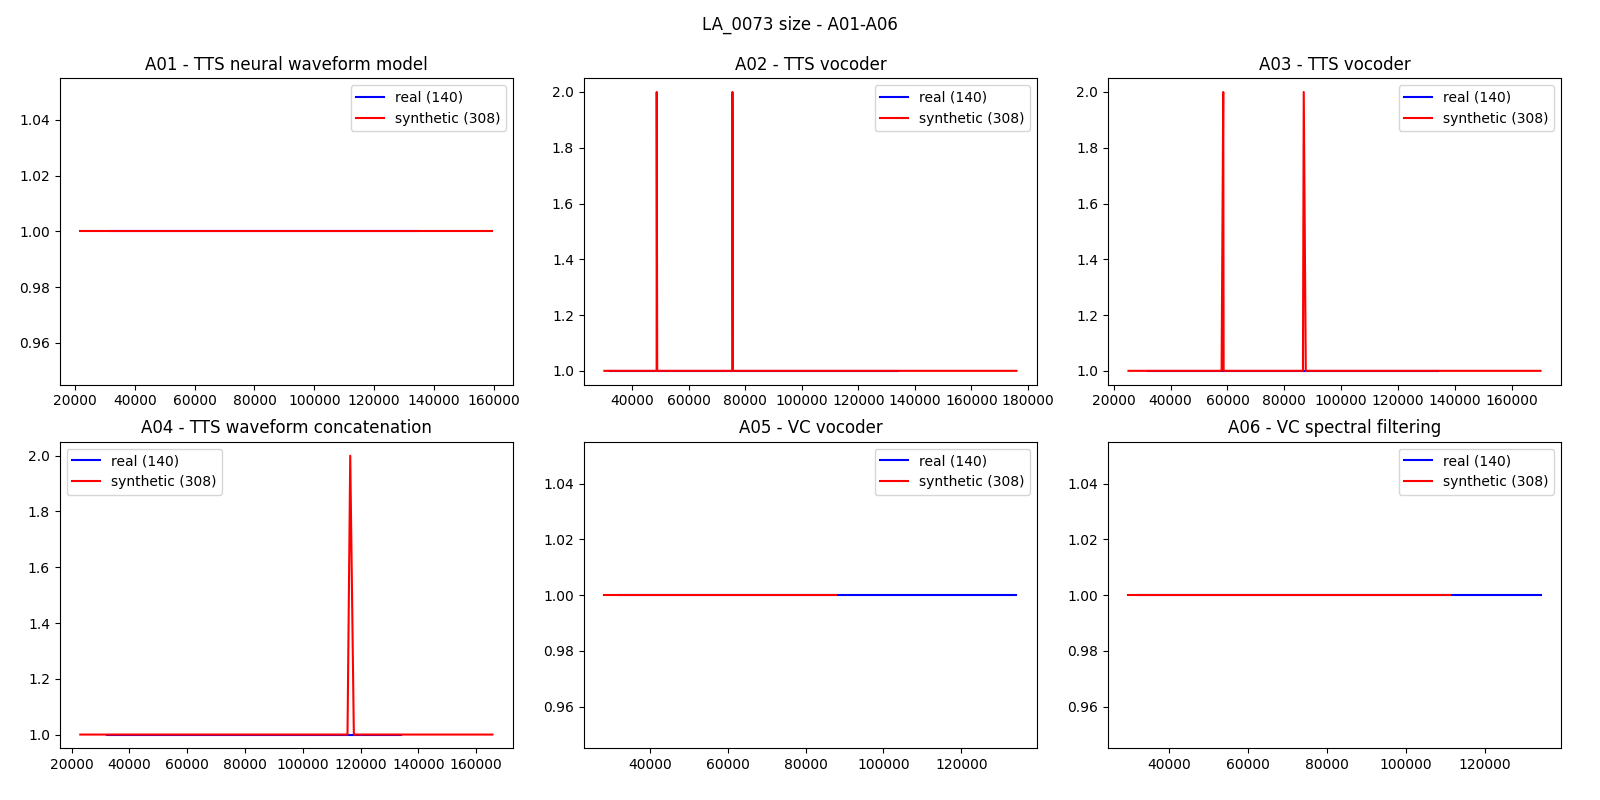 LA_0073 size - A01-A06
A01 - TTS neural waveform model
real (140)
synthetic (308)
1.04
1.02
1.00
0.98
0.96
20000 40000 60000 80000 100000 120000 140000 160000
A02 - TTS vocoder
real (140)
synthetic (308)
2.0
1.8
1.6
1.4
1.2
1.0
40000 60000 80000 100000 120000 140000 160000 180000
A03 - TTS vocoder
real (140)
synthetic (308)
2.0
1.8
1.6
1.4
1.2
1.0
20000 40000 60000 80000 100000 120000 140000 160000
A04 - TTS waveform concatenation
real (140)
synthetic (308)
2.0
1.8
1.6
1.4
1.2
1.0
20000 40000 60000 80000 100000 120000 140000 160000
A05 - VC vocoder
real (140)
synthetic (308)
1.04
1.02
1.00
0.98
0.96
40000 60000 80000 100000 120000
A06 - VC spectral filtering
real (140)
synthetic (308)
1.04
1.02
1.00
0.98
0.96
40000 60000 80000 100000 120000